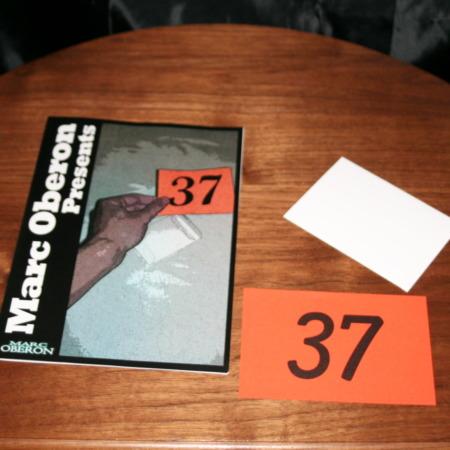 Marc Oberon
Presents
37
MARC
OBERON
37